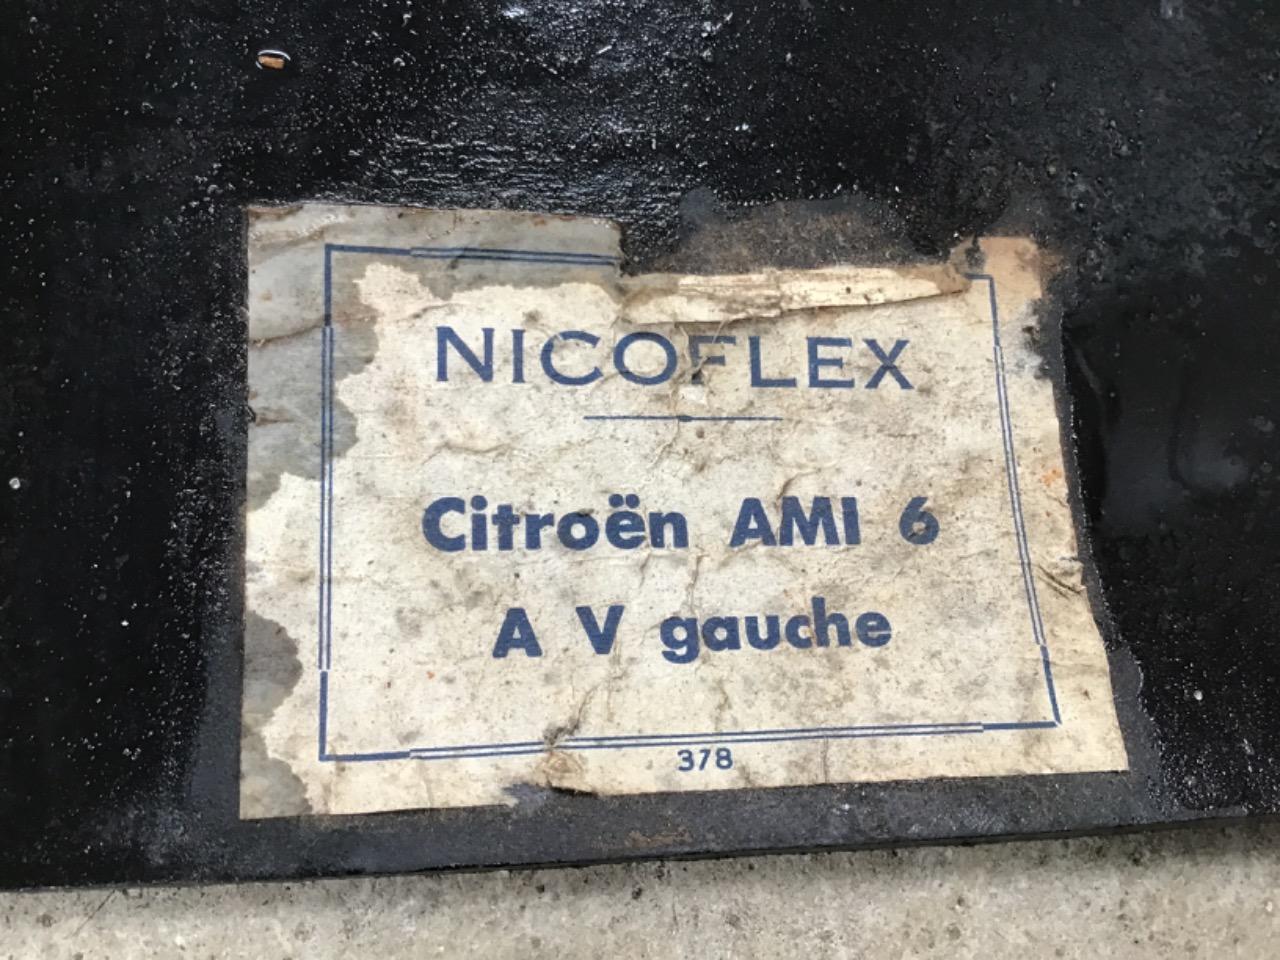 NICOFLEX
Citroën AMI 6
A V gauche
378